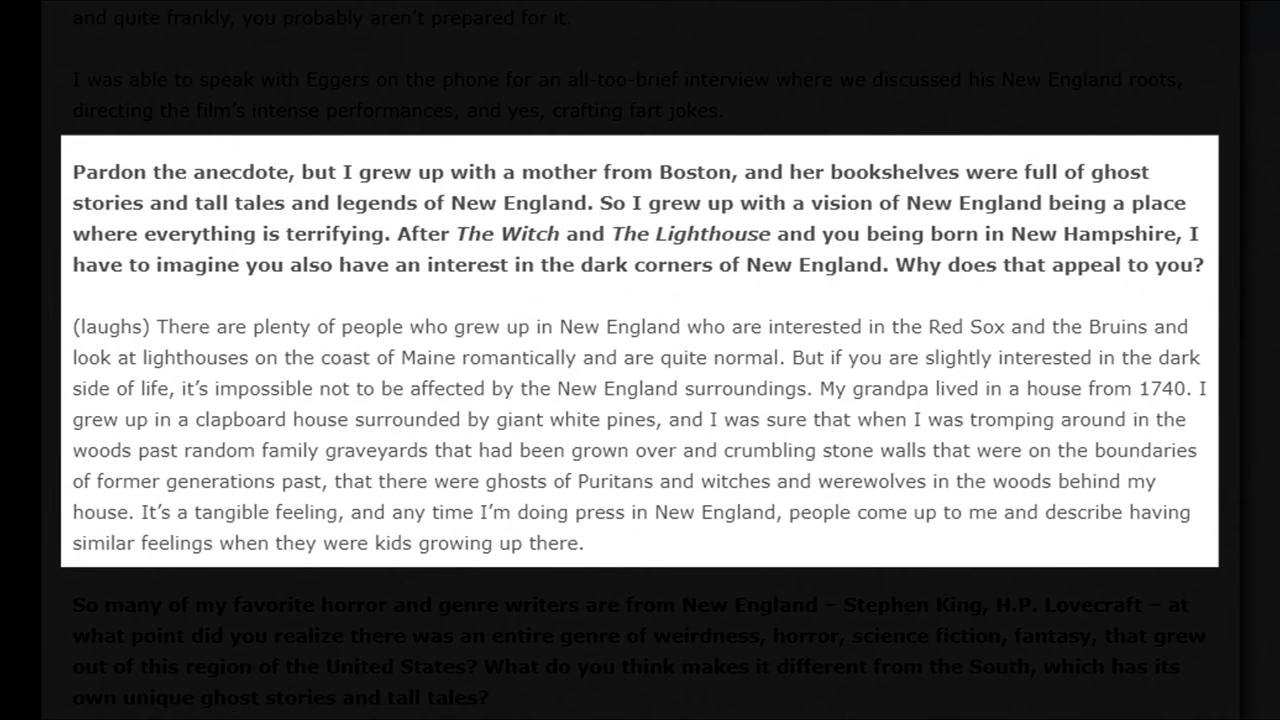 and quite frankly, you probably aren’t prepared for it.
I was able to speak with Eggers on the phone for an all-too-brief interview where we discussed his New England roots,
directing the film’s intense performances, and yes, crafting fart jokes.
Pardon the anecdote, but I grew up with a mother from Boston, and her bookshelves were full of ghost
stories and tall tales and legends of New England. So I grew up with a vision of New England being a place
where everything is terrifying. After The Witch and The Lighthouse and you being born in New Hampshire, I
have to imagine you also have an interest in the dark corners of New England. Why does that appeal to you?
(laughs) There are plenty of people who grew up in New England who are interested in the Red Sox and the Bruins and
look at lighthouses on the coast of Maine romantically and are quite normal. But if you are slightly interested in the dark
side of life, it’s impossible not to be affected by the New England surroundings. My grandpa lived in a house from 1740. I
grew up in a clapboard house surrounded by giant white pines, and I was sure that when I was tromping around in the
woods past random family graveyards that had been grown over and crumbling stone walls that were on the boundaries
of former generations past, that there were ghosts of Puritans and witches and werewolves in the woods behind my
house. It’s a tangible feeling, and any time I’m doing press in New England, people come up to me and describe having
similar feelings when they were kids growing up there.
So many of my favorite horror and genre writers are from New England – Stephen King, H.P. Lovecraft – at
what point did you realize there was an entire genre of weirdness, horror, science fiction, fantasy, that grew
out of this region of the United States? What do you think makes it different from the South, which has its
own unique ghost stories and tall tales?